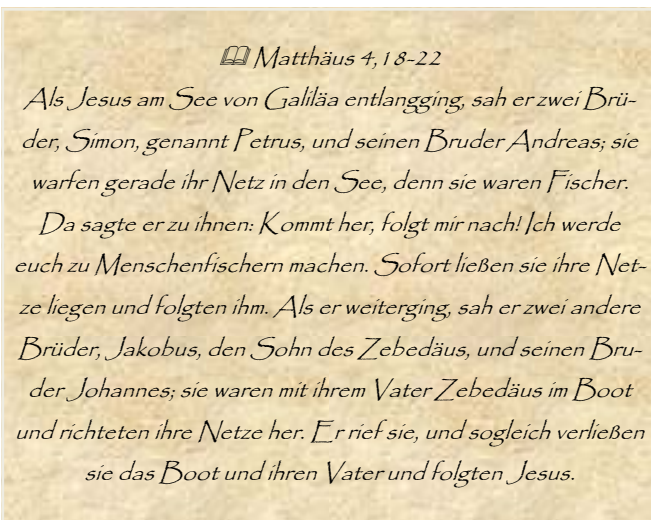 🕮 Matthäus 4,18-22
Als Jesus am See von Galiläa entlangging, sah er zwei Brü-
der, Simon, genannt Petrus, und seinen Bruder Andreas; sie
warfen gerade ihr Netz in den See, denn sie waren Fischer.
Da sagte er zu ihnen: Kommt her, folgt mir nach! Ich werde
euch zu Menschenfischern machen. Sofort ließen sie ihre Net-
ze liegen und folgten ihm. Als er weiterging, sah er zwei andere
Brüder, Jakobus, den Sohn des Zebedäus, und seinen Bru-
der Johannes; sie waren mit ihrem Vater Zebedäus im Boot
und richteten ihre Netze her. Er rief sie, und sogleich verließen
sie das Boot und ihren Vater und folgten Jesus.